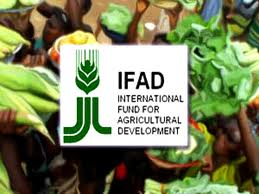 IFAD
INTERNATIONAL
FUND FOR
AGRICULTURAL
DEVELOPMENT